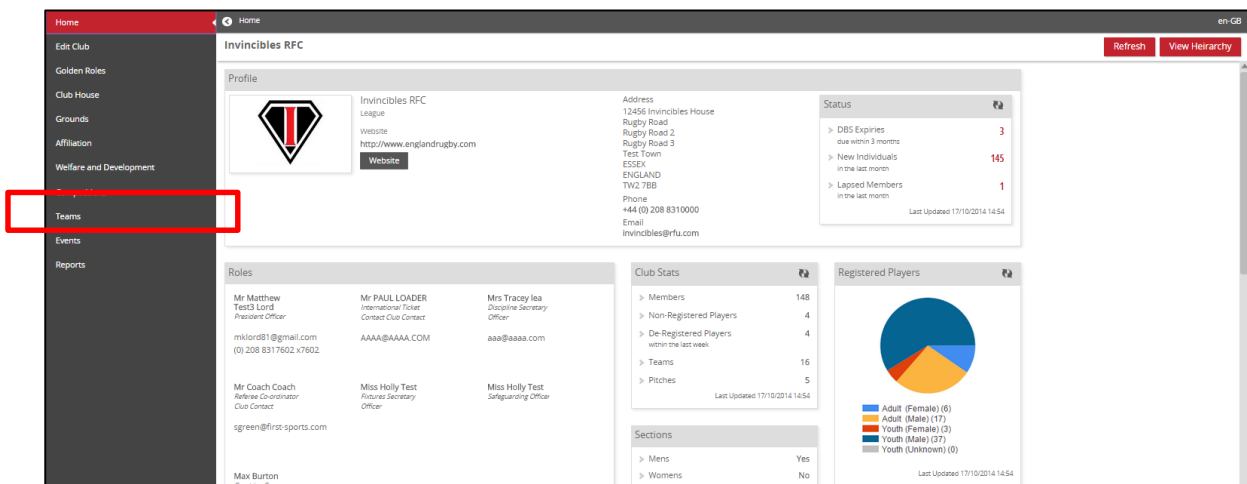 Home
Home
en-GB
Edit Club
Golden Roles
Club House
Grounds
Affiliation
Welfare and Development
Teams
Events
Reports
Invincibles RFC
Refresh
View Heirarchy
Profile
I
Invincibles RFC
League
Website
http://www.englandrugby.com
Website
Address
12456 Invincibles House
Rugby Road
Rugby Road 2
Rugby Road 3
Test Town
ESSEX
ENGLAND
TW2 7BB
Phone
+44 (0) 208 8310000
Email
invincibles@rfu.com
Status
DBS Expiries 3
due within 3 months
New Individuals 145
in the last month
Lapsed Members 1
in the last month
Last Updated 17/10/2014 14:54
Roles
Mr Matthew
Test3 Lord
President Officer
mklord81@gmail.com
(0) 208 8317602 x7602
Mr PAUL LOADER
International Ticket
Contact Club Contact
AAAA@AAAA.COM
Mrs Tracey lea
Discipline Secretary
Officer
aaa@aaaa.com
Mr Coach Coach
Referee Co-ordinator
Club Contact
sgreen@first-sports.com
Miss Holly Test
Fixtures Secretary
Officer
Miss Holly Test
Safeguarding Officer
Max Burton
Club Stats
Members 148
Non-Registered Players 4
De-Registered Players 4
within the last week
Teams 16
Pitches 5
Last Updated 17/10/2014 14:54
Sections
Mens Yes
Womens No
Registered Players
Adult (Female) (6)
Adult (Male) (17)
Youth (Female) (3)
Youth (Male) (37)
Youth (Unknown) (0)
Last Updated 17/10/2014 14:54